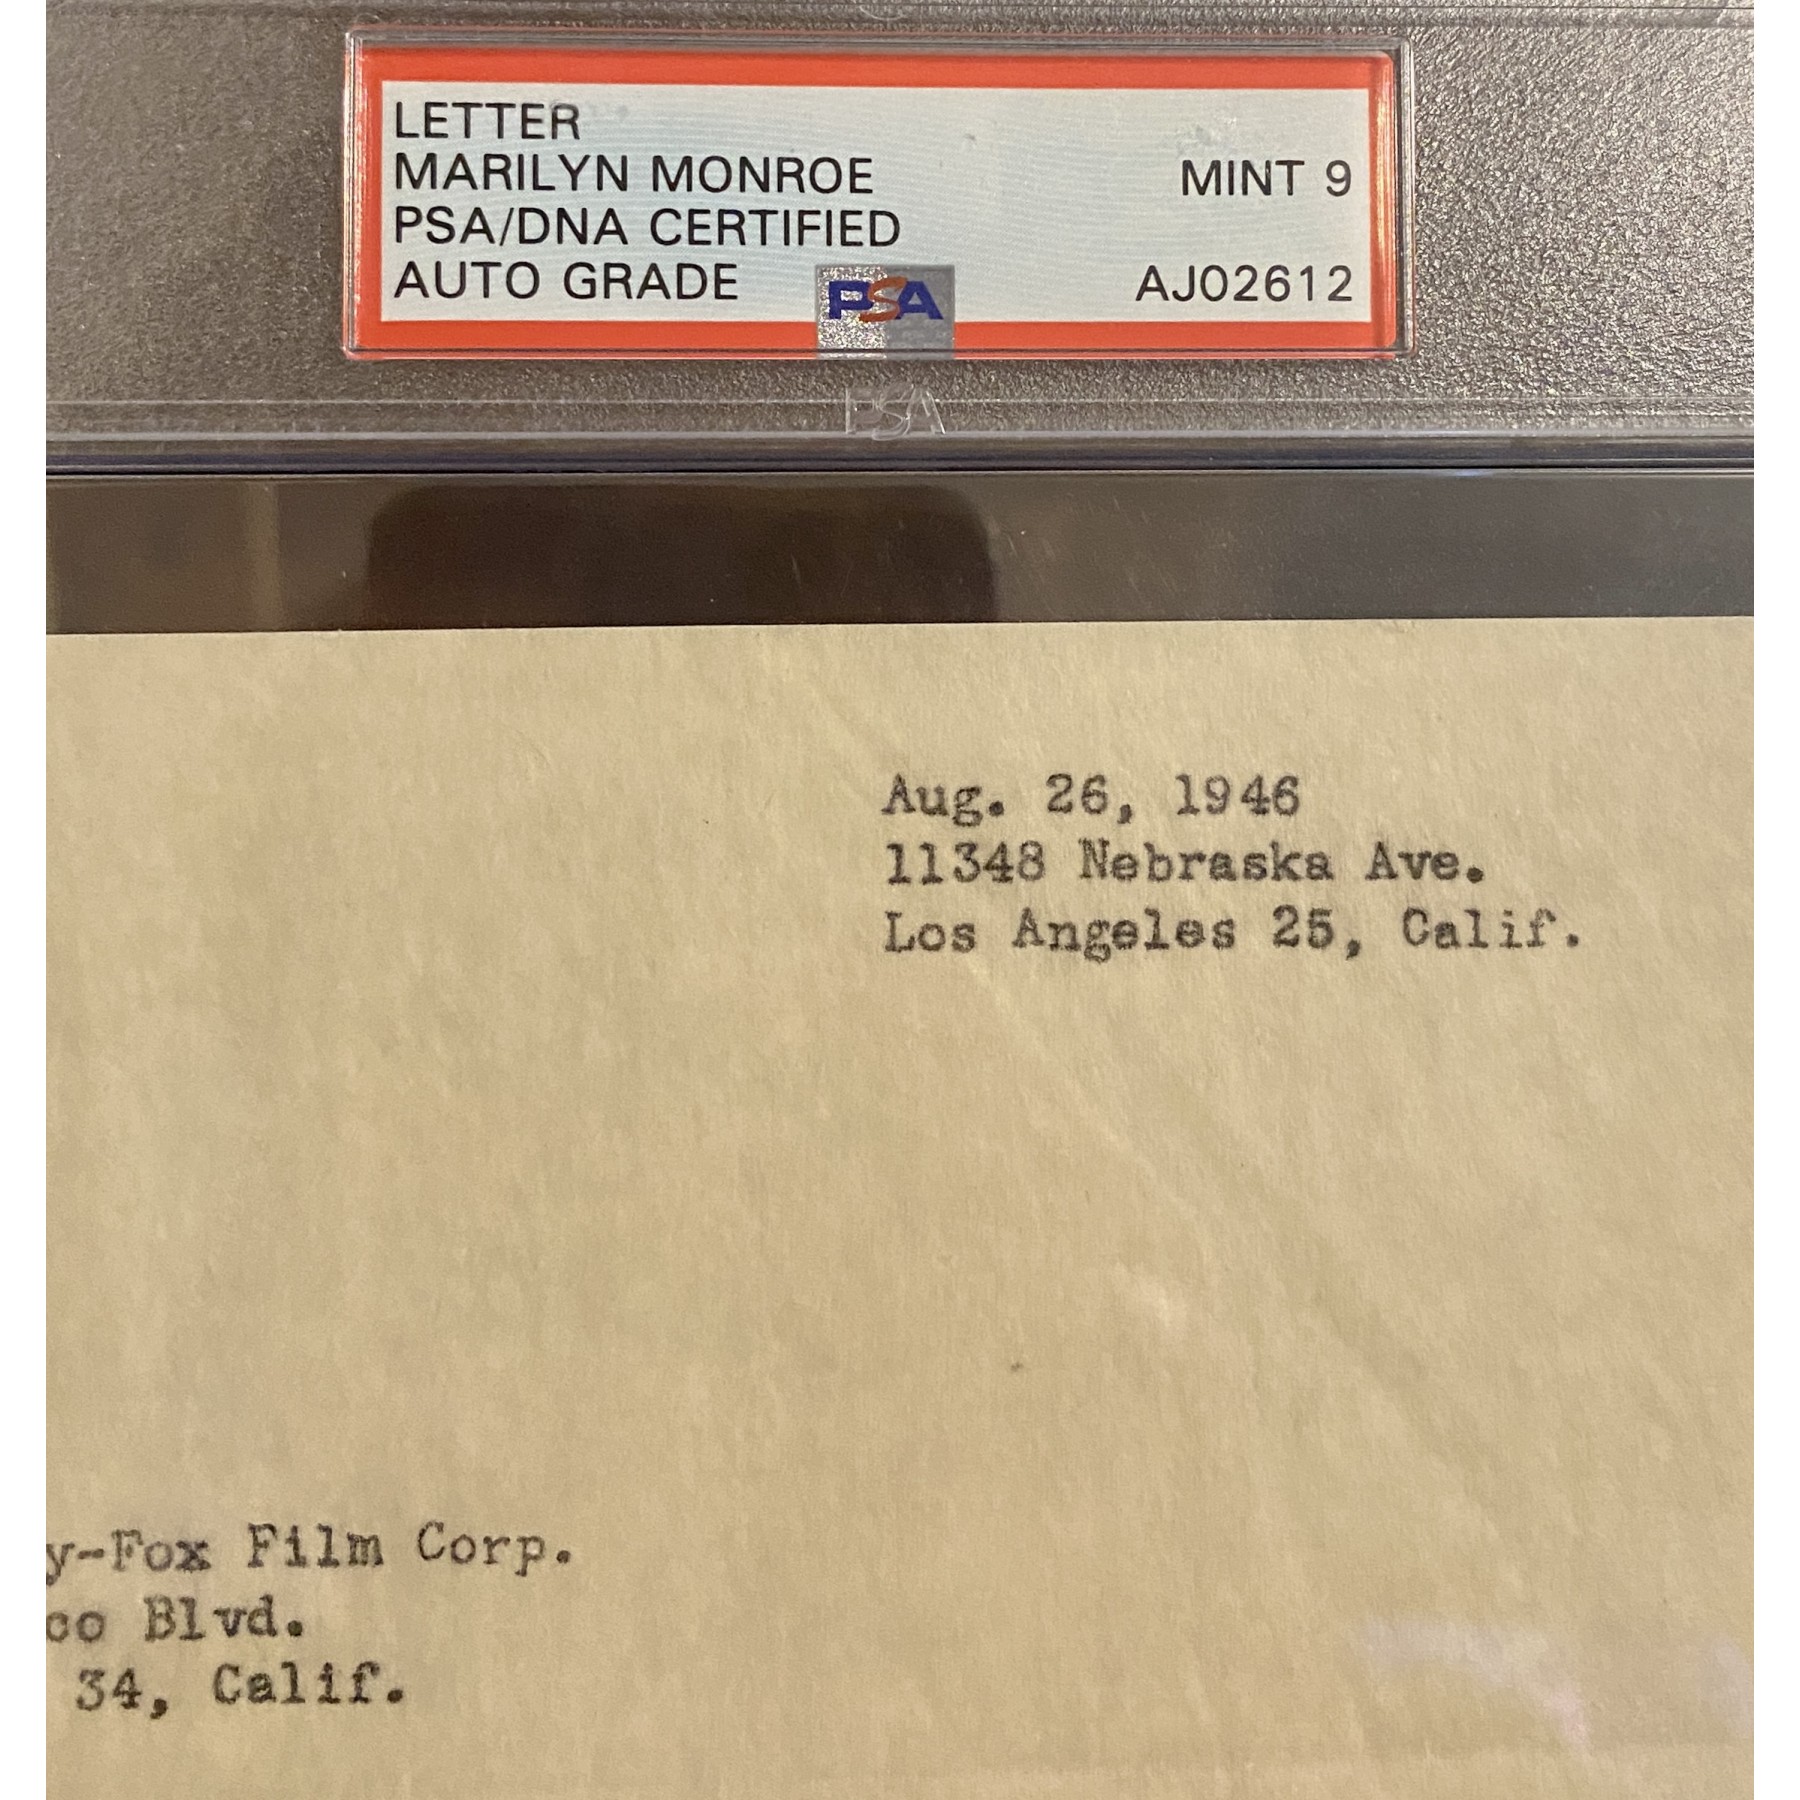 LETTER
MARILYN MONROE MINT 9
PSA/DNA CERTIFIED
AUTO GRADE PSA AJ02612
PSA
Aug. 26, 1946
11348 Nebraska Ave.
Los Angeles 25, Calif.
y-Fox Film Corp.
co Blvd.
34, Calif.